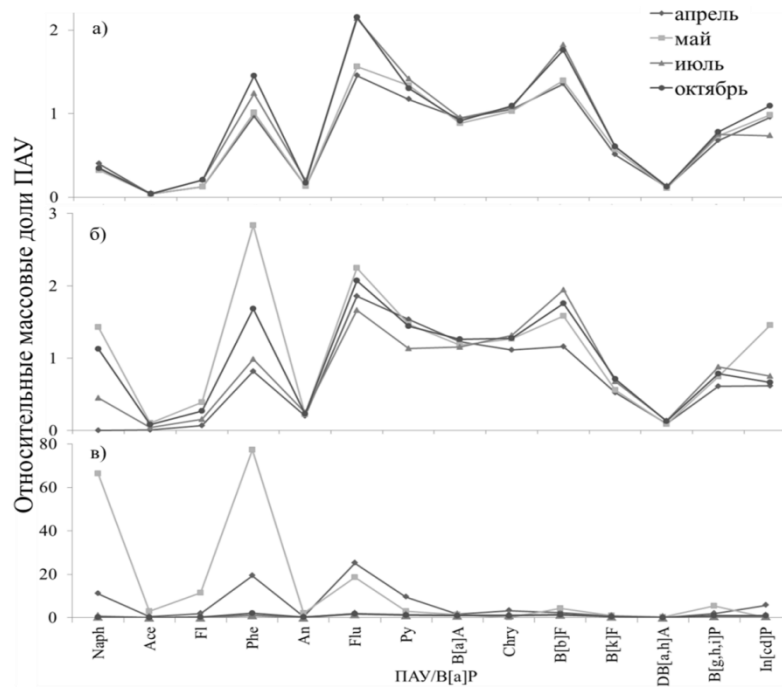 Относительные массовые доли ПАУ
2
1
0
а)
апрель
май
июль
октябрь
3
2
1
0
б)
80
60
40
20
0
в)
Naph
Ace
Fl
Phe
An
Flu
Py
B[a]A
Chry
B[b]F
B[k]F
DB[a,h]A
B[g,h,i]P
In[cd]P
ПАУ/B[a]P